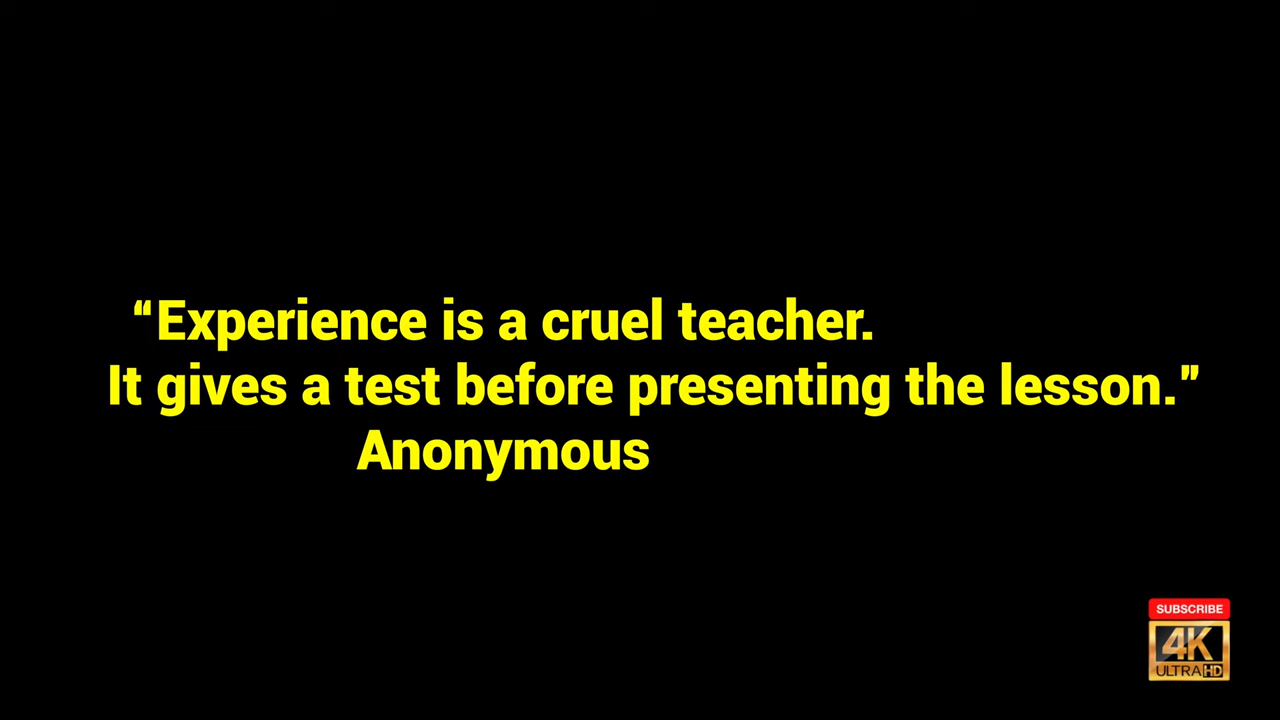 “Experience is a cruel teacher.
It gives a test before presenting the lesson.”
Anonymous
SUBSCRIBE
4K
ULTRA HD